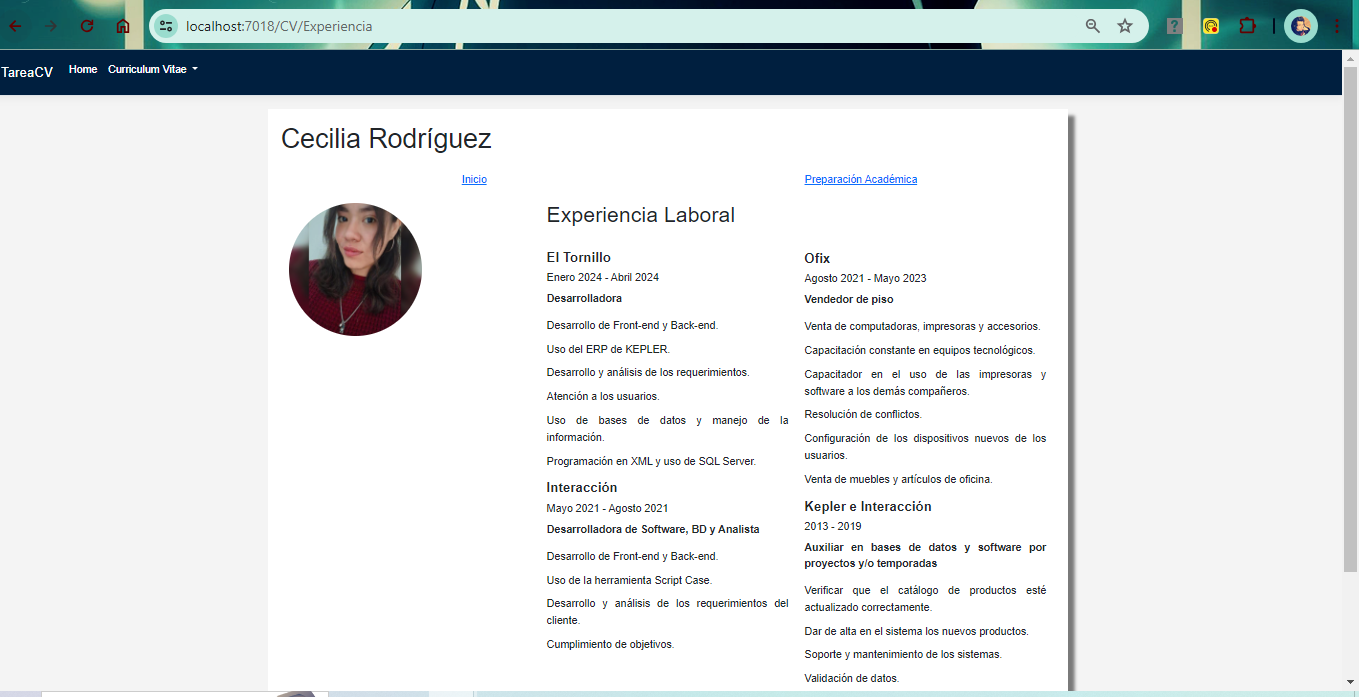 localhost:7018/CV/Experiencia
TareaCV Home Curriculum Vitae
Cecilia Rodríguez
Inicio
Preparación Académica
Experiencia Laboral
El Tornillo
Enero 2024 - Abril 2024
Desarrolladora
Desarrollo de Front-end y Back-end.
Uso del ERP de KEPLER.
Desarrollo y análisis de los requerimientos.
Atención a los usuarios.
Uso de bases de datos y manejo de la
información.
Programación en XML y uso de SQL Server.
Interacción
Mayo 2021 - Agosto 2021
Desarrolladora de Software, BD y Analista
Desarrollo de Front-end y Back-end.
Uso de la herramienta Script Case.
Desarrollo y análisis de los requerimientos del
cliente.
Cumplimiento de objetivos.
Ofix
Agosto 2021 - Mayo 2023
Vendedor de piso
Venta de computadoras, impresoras y accesorios.
Capacitación constante en equipos tecnológicos.
Capacitador en el uso de las impresoras y
software a los demás compañeros.
Resolución de conflictos.
Configuración de los dispositivos nuevos de los
usuarios.
Venta de muebles y artículos de oficina.
Kepler e Interacción
2013 - 2019
Auxiliar en bases de datos y software por
proyectos y/o temporadas
Verificar que el catálogo de productos esté
actualizado correctamente.
Dar de alta en el sistema los nuevos productos.
Soporte y mantenimiento de los sistemas.
Validación de datos.